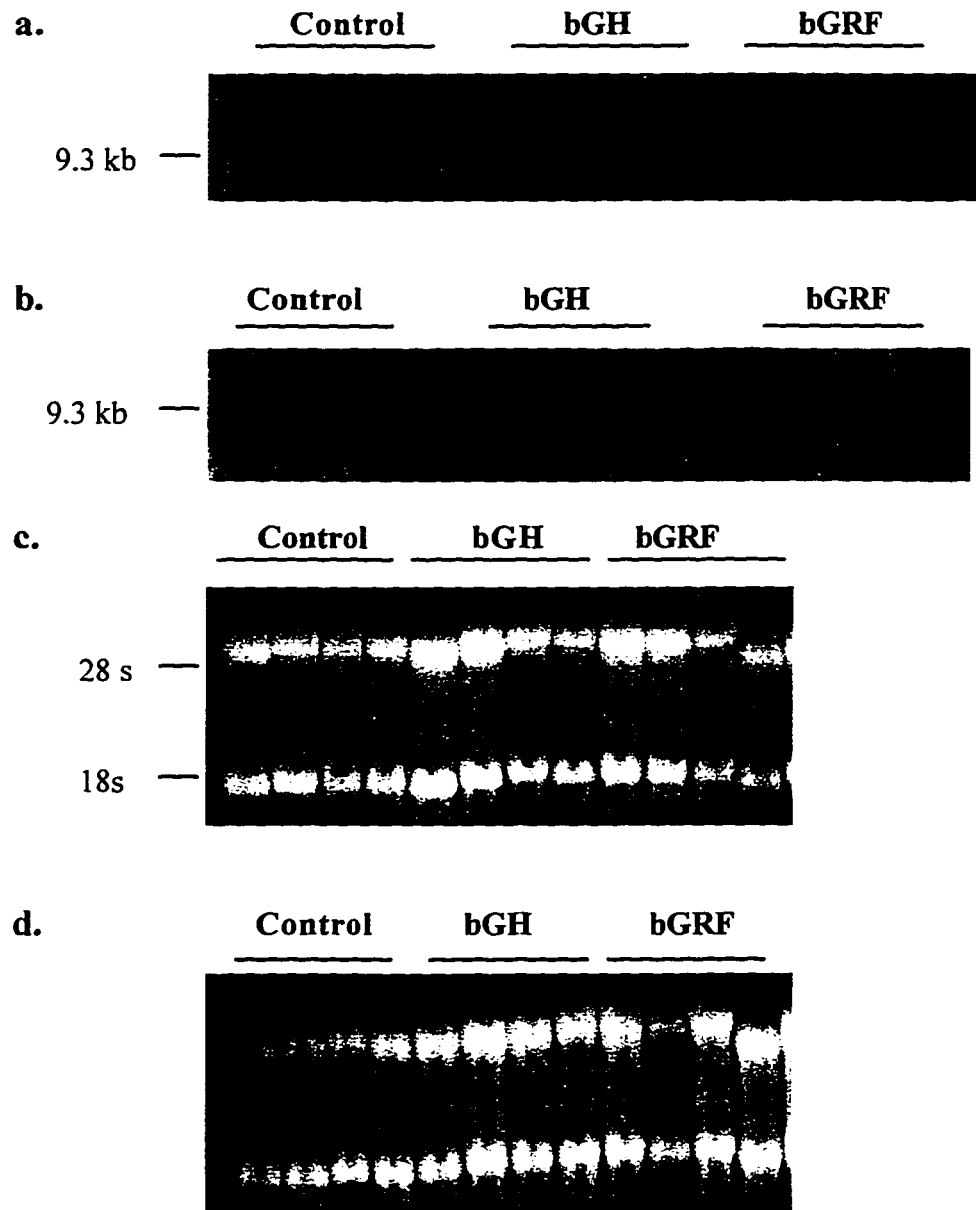 a. Control bGH bGRF
9.3 kb
b. Control bGH bGRF
9.3 kb
c. Control bGH bGRF
28 s
18s
d. Control bGH bGRF